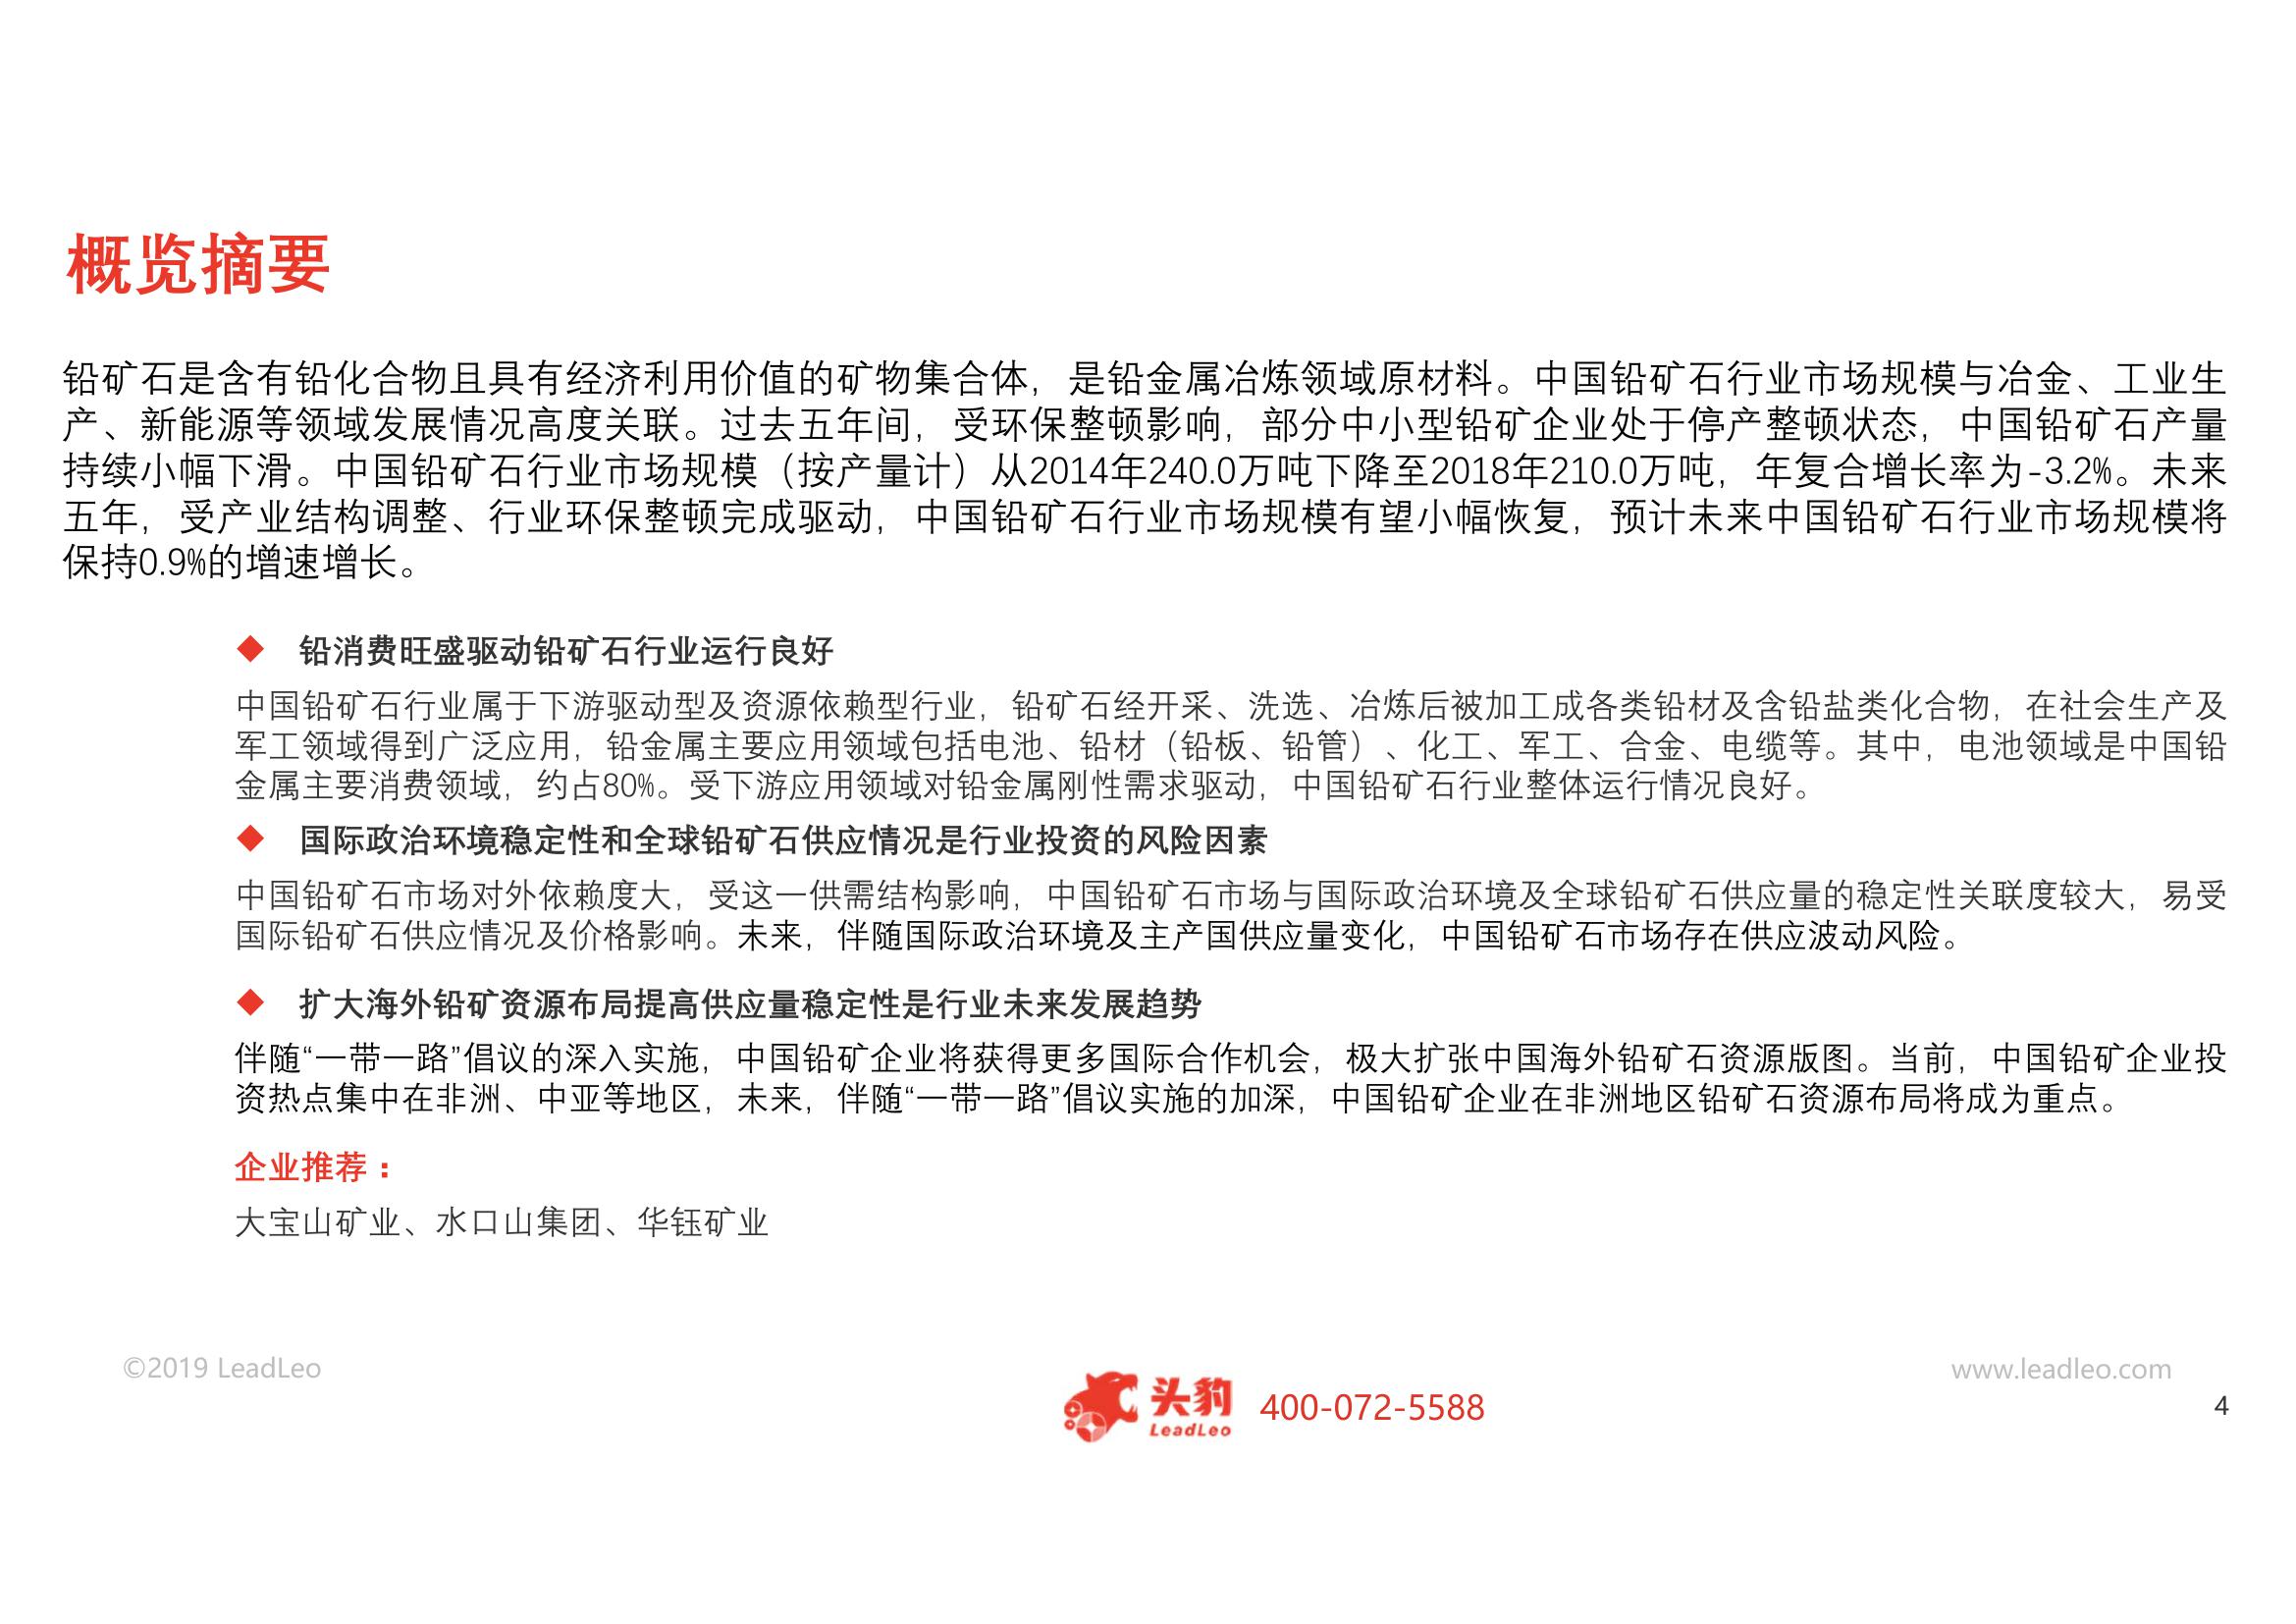 概览摘要
铅矿石是含有铅化合物且具有经济利用价值的矿物集合体，是铅金属冶炼领域原材料。中国铅矿石行业市场规模与冶金、工业生
产、新能源等领域发展情况高度关联。过去五年间，受环保整顿影响，部分中小型铅矿企业处于停产整顿状态，中国铅矿石产量
持续小幅下滑。中国铅矿石行业市场规模（按产量计）从2014年240.0万吨下降至2018年210.0万吨，年复合增长率为-3.2%。未来
五年，受产业结构调整、行业环保整顿完成驱动，中国铅矿石行业市场规模有望小幅恢复，预计未来中国铅矿石行业市场规模将
保持0.9%的增速增长。
◆ 铅消费旺盛驱动铅矿石行业运行良好
中国铅矿石行业属于下游驱动型及资源依赖型行业，铅矿石经开采、洗选、冶炼后被加工成各类铅材及含铅盐类化合物，在社会生产及
军工领域得到广泛应用，铅金属主要应用领域包括电池、铅材（铅板、铅管）、化工、军工、合金、电缆等。其中，电池领域是中国铅
金属主要消费领域，约占80%。受下游应用领域对铅金属刚性需求驱动，中国铅矿石行业整体运行情况良好。
◆ 国际政治环境稳定性和全球铅矿石供应情况是行业投资的风险因素
中国铅矿石市场对外依赖度大，受这一供需结构影响，中国铅矿石市场与国际政治环境及全球铅矿石供应量的稳定性关联度较大，易受
国际铅矿石供应情况及价格影响。未来，伴随国际政治环境及主产国供应量变化，中国铅矿石市场存在供应波动风险。
◆ 扩大海外铅矿资源布局提高供应量稳定性是行业未来发展趋势
伴随“一带一路”倡议的深入实施，中国铅矿企业将获得更多国际合作机会，极大扩张中国海外铅矿石资源版图。当前，中国铅矿企业投
资热点集中在非洲、中亚等地区，未来，伴随“一带一路”倡议实施的加深，中国铅矿企业在非洲地区铅矿石资源布局将成为重点。
企业推荐：
大宝山矿业、水口山集团、华钰矿业
©2019 LeadLeo
www.leadleo.com
头豹
LeadLeo
400-072-5588
4